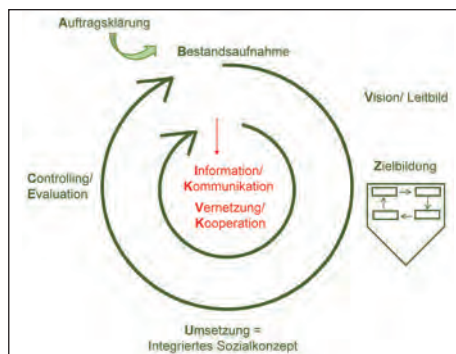 Auftragsklärung
Bestandsaufnahme
Vision/ Leitbild
Zielbildung
Information/
Kommunikation
Vernetzung/
Kooperation
Controlling/
Evaluation
Umsetzung =
Integriertes Sozialkonzept